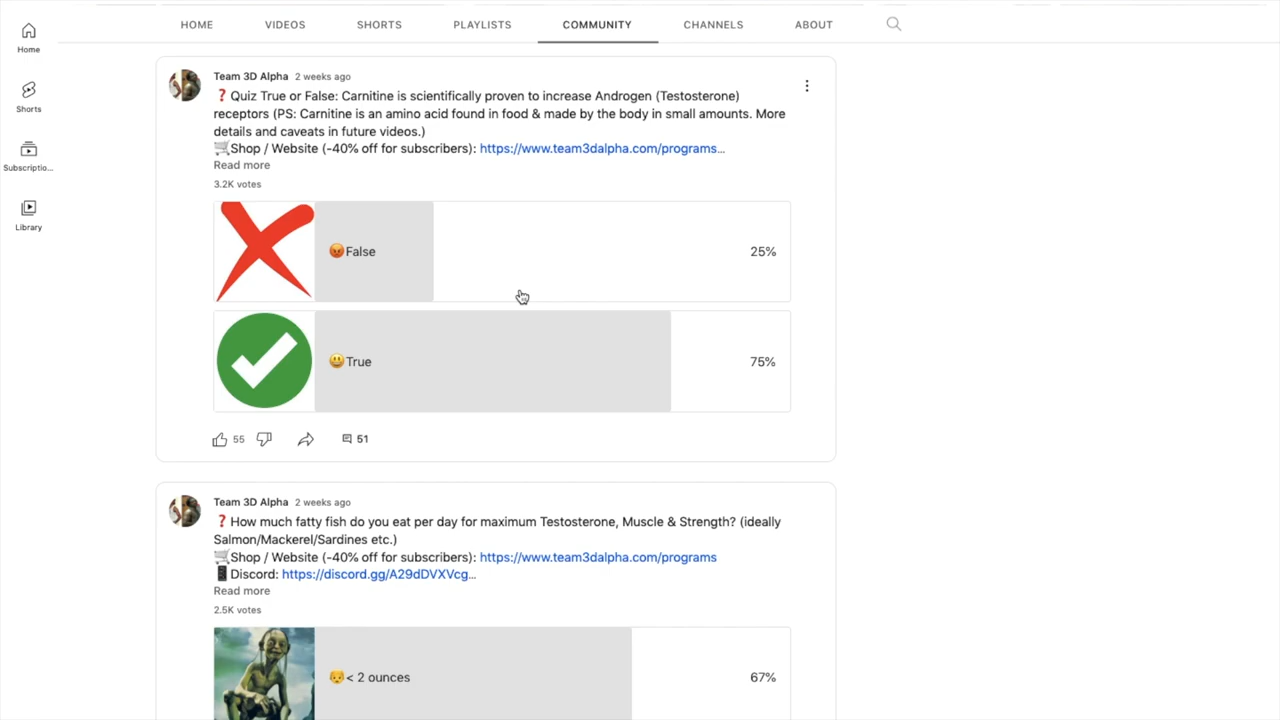 HOME VIDEOS SHORTS PLAYLISTS COMMUNITY CHANNELS ABOUT
Home
Shorts
Subscriptio...
Library
Team 3D Alpha 2 weeks ago
❓Quiz True or False: Carnitine is scientifically proven to increase Androgen (Testosterone)
receptors (PS: Carnitine is an amino acid found in food & made by the body in small amounts. More
details and caveats in future videos.)
🛒Shop / Website (-40% off for subscribers): https://www.team3dalpha.com/programs...
Read more
3.2K votes
😡False 25%
😃True 75%
55 51
Team 3D Alpha 2 weeks ago
❓How much fatty fish do you eat per day for maximum Testosterone, Muscle & Strength? (ideally
Salmon/Mackerel/Sardines etc.)
🛒Shop / Website (-40% off for subscribers): https://www.team3dalpha.com/programs
📱Discord: https://discord.gg/A29dDVXVcg...
Read more
2.5K votes
😞< 2 ounces 67%